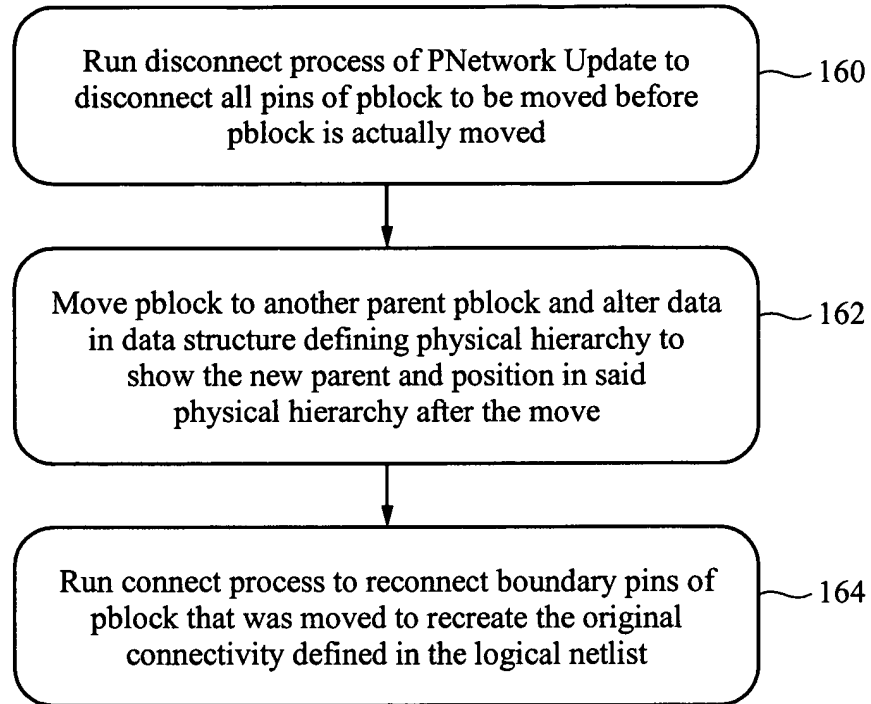 Run disconnect process of PNetwork Update to
disconnect all pins of pblock to be moved before
pblock is actually moved
160
Move pblock to another parent pblock and alter data
in data structure defining physical hierarchy to
show the new parent and position in said
physical hierarchy after the move
162
Run connect process to reconnect boundary pins of
pblock that was moved to recreate the original
connectivity defined in the logical netlist
164